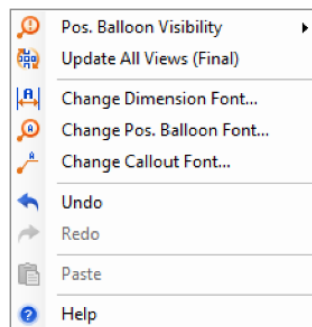 Pos. Balloon Visibility
Update All Views (Final)
Change Dimension Font...
Change Pos. Balloon Font...
Change Callout Font...
Undo
Redo
Paste
Help